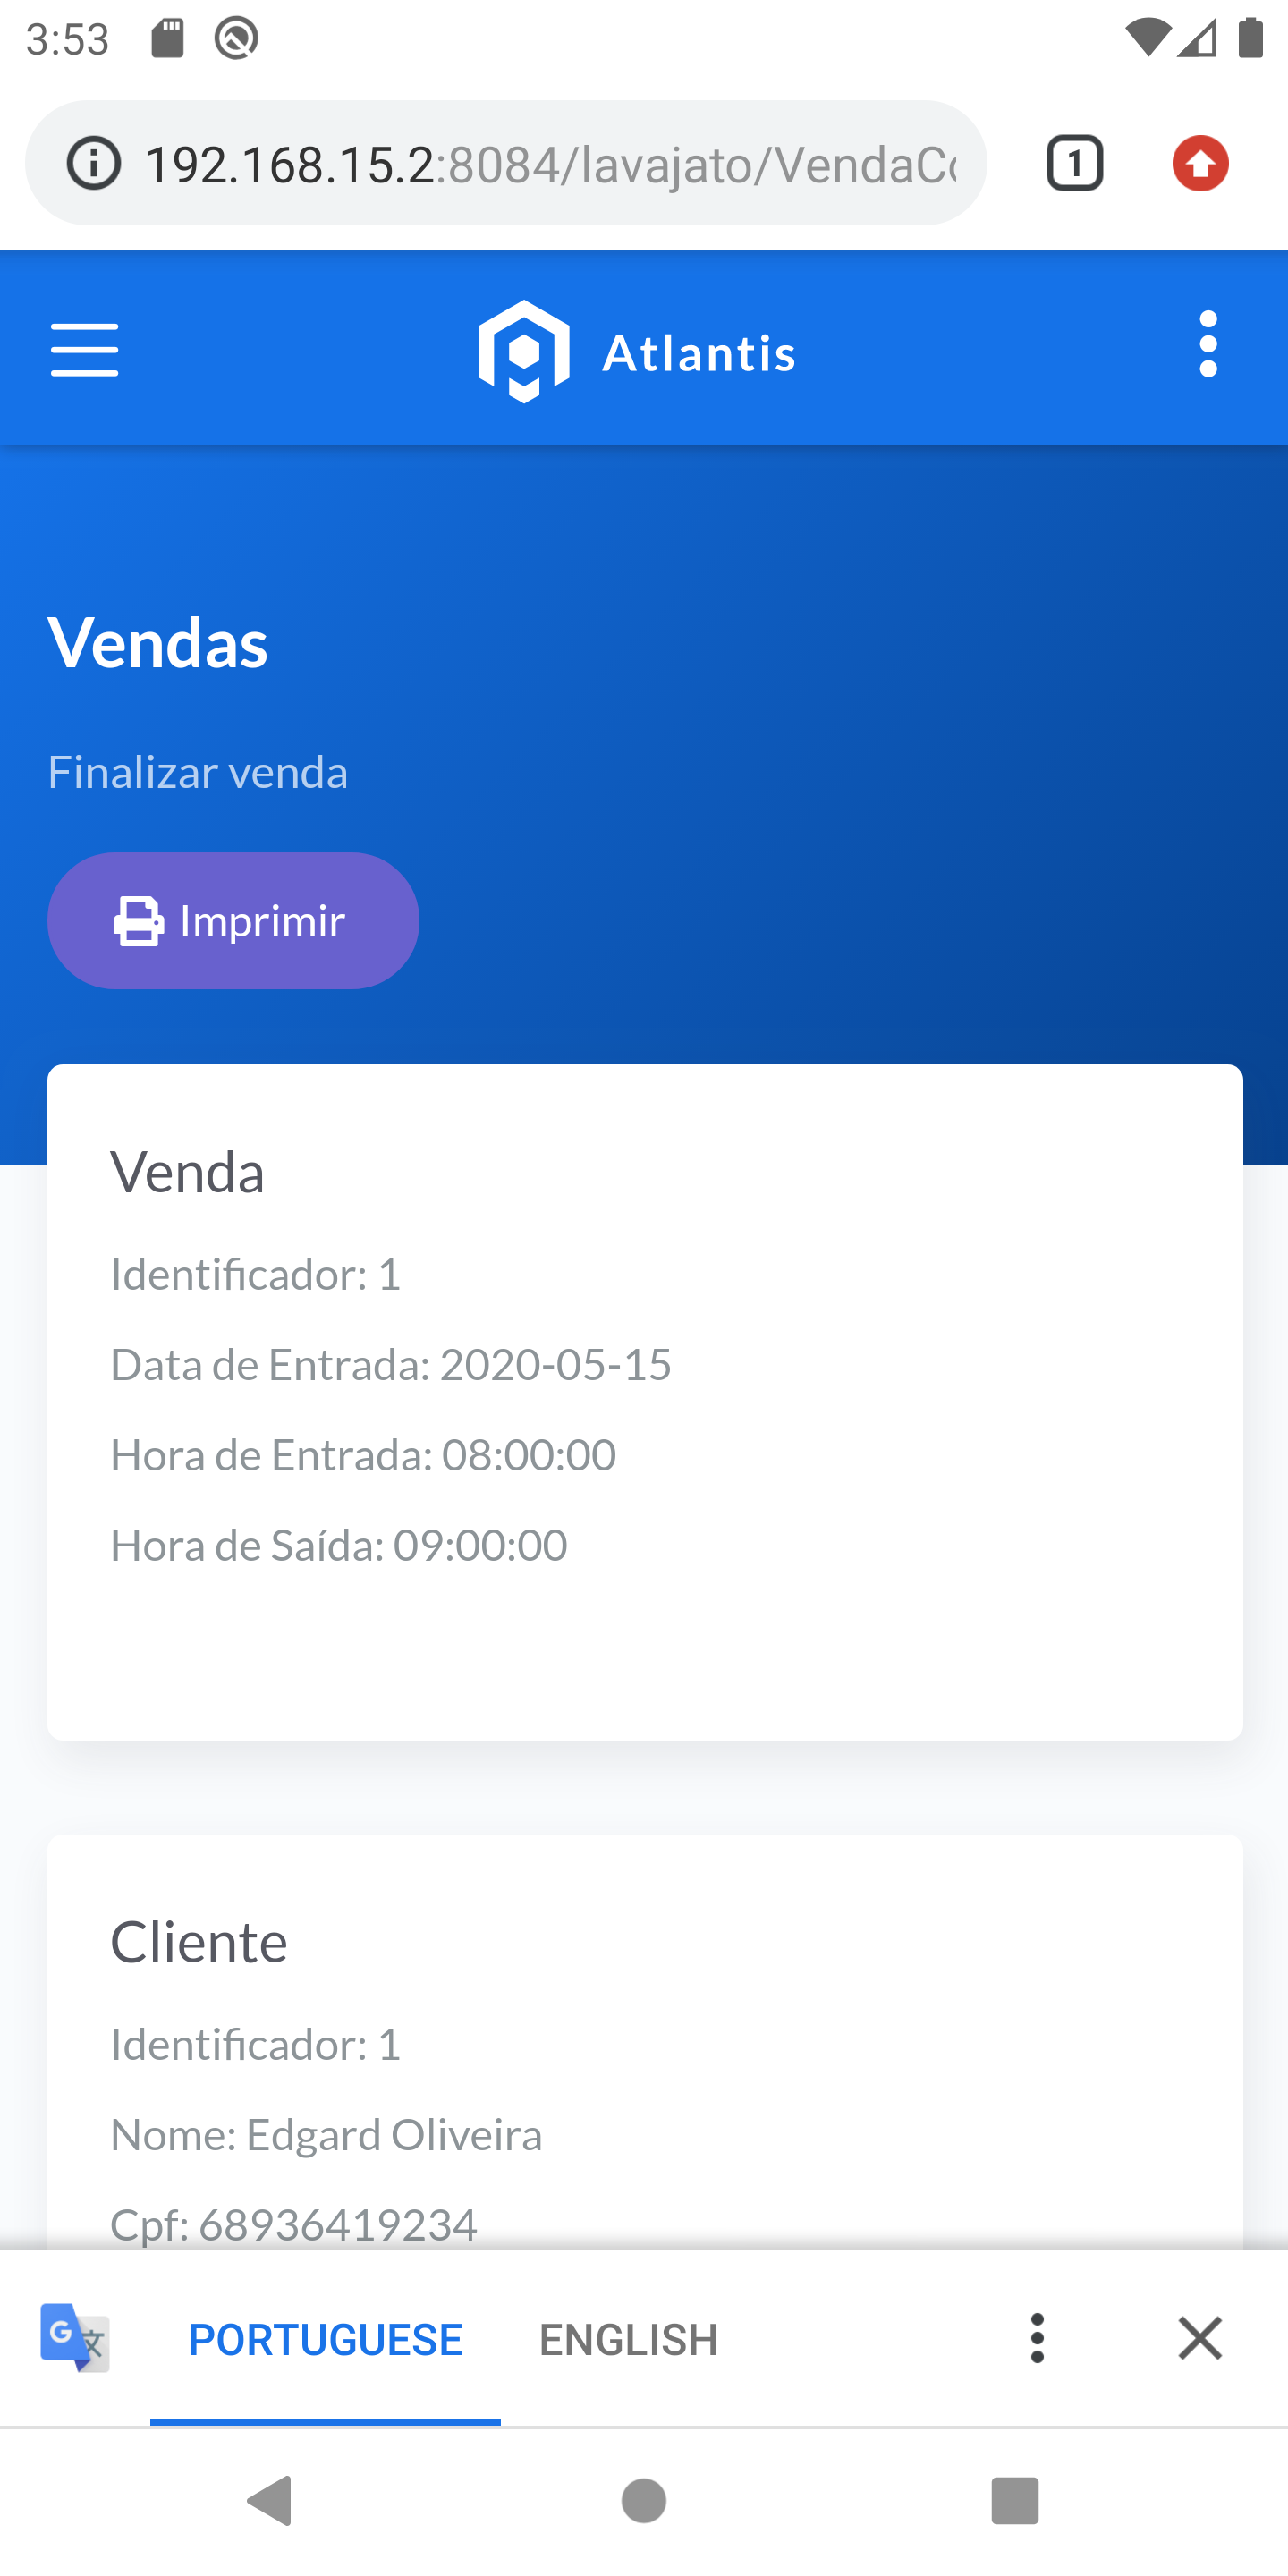 3:53
192.168.15.2:8084/lavajato/VendaC
1
Atlantis
Vendas
Finalizar venda
Imprimir
Venda
Identificador: 1
Data de Entrada: 2020-05-15
Hora de Entrada: 08:00:00
Hora de Saída: 09:00:00
Cliente
Identificador: 1
Nome: Edgard Oliveira
Cpf: 68936419234
PORTUGUESE
ENGLISH